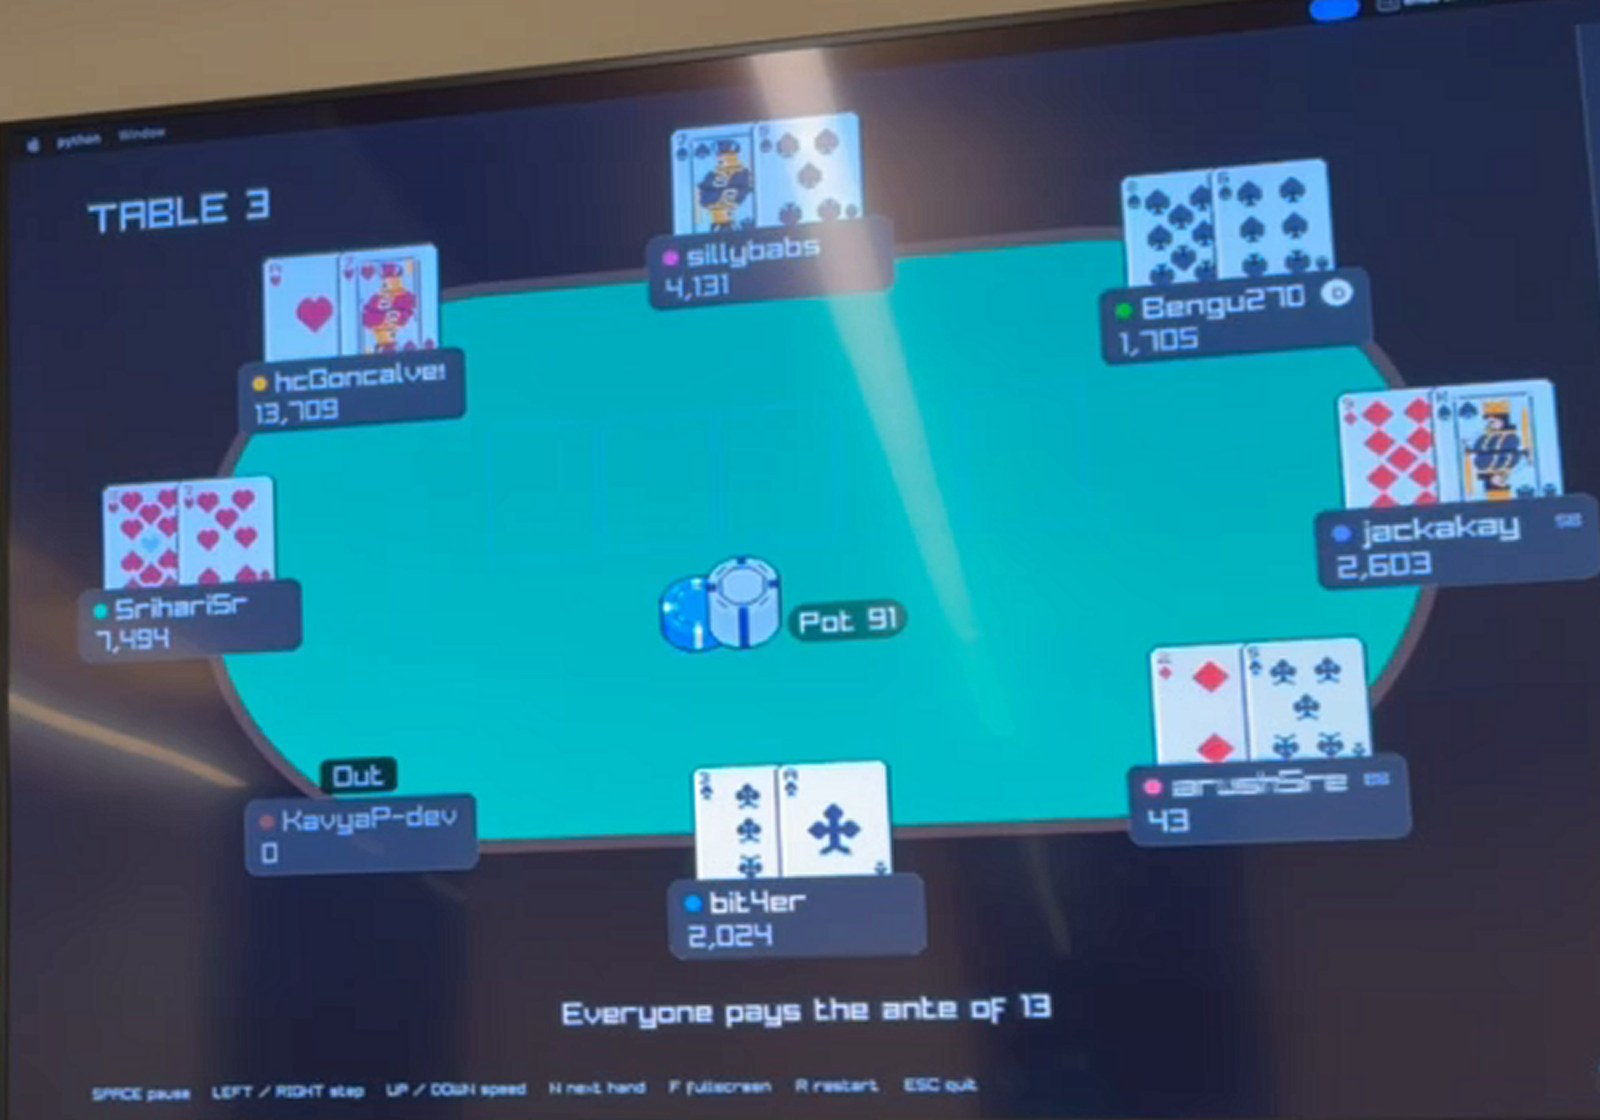 python Window
TABLE 3
sillybabs
4,131
Bengu270 D
1,705
hcGoncalve
13,709
jackakay SB
2,603
SrihariSr
7,494
Pot 91
43
Out
KavyaP-dev
0
bit4er
2,024
Everyone pays the ante of 13
SPACE pause LEFT / RIGHT step UP / DOWN speed N next hand F fullscreen R restart ESC quit